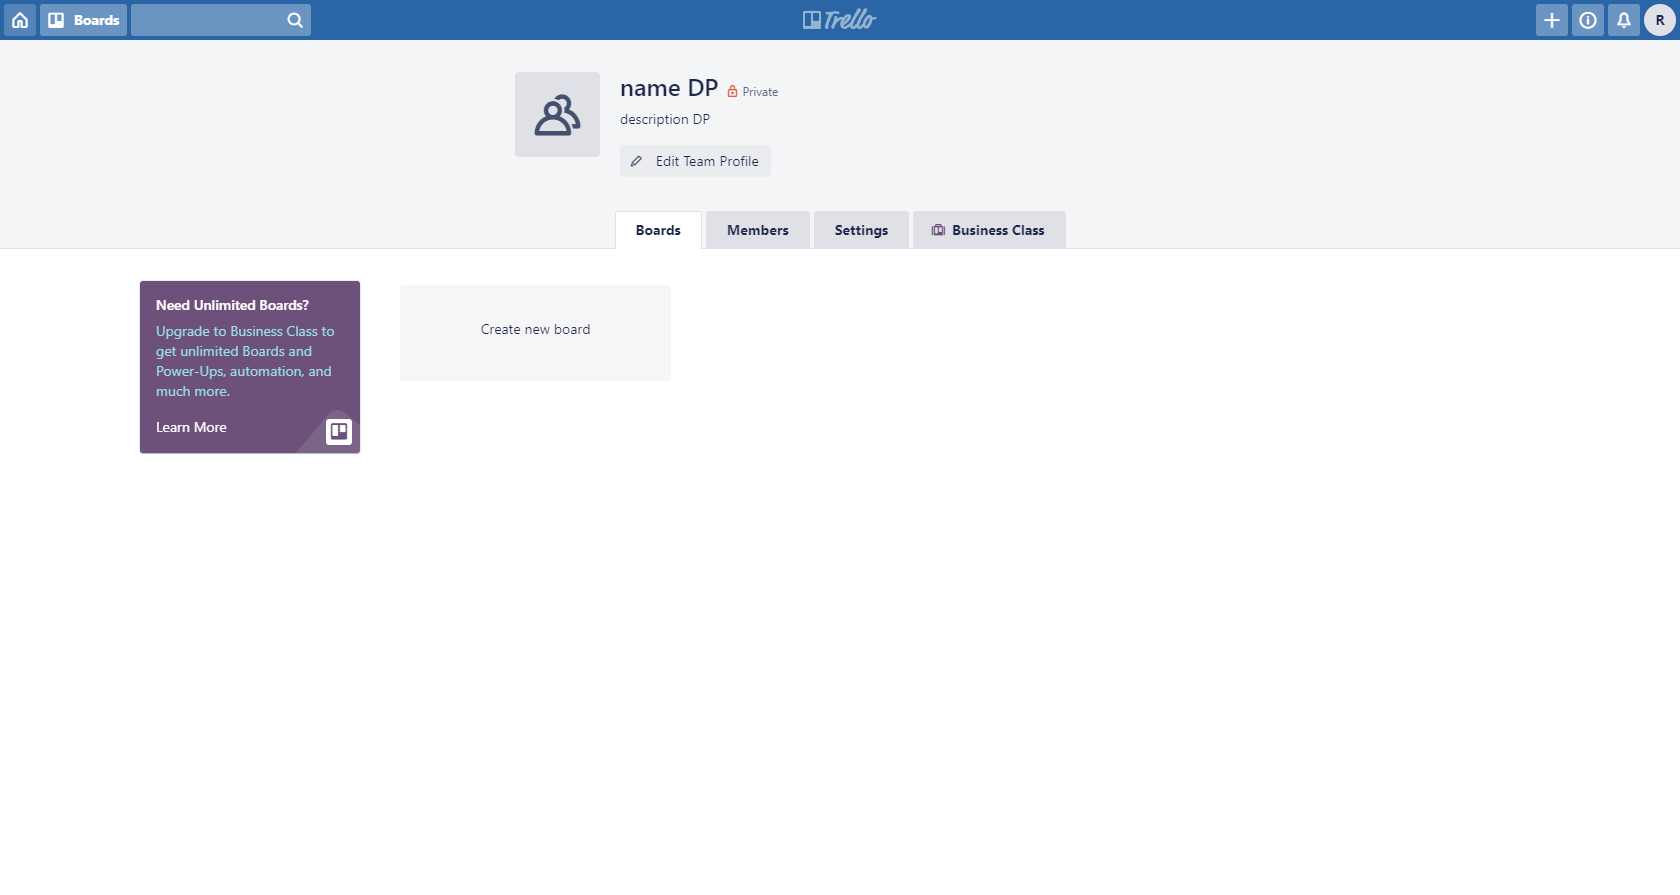 Boards
Trello
R
name DP
Private
description DP
Edit Team Profile
Boards
Members
Settings
Business Class
Need Unlimited Boards?
Upgrade to Business Class to
get unlimited Boards and
Power-Ups, automation, and
much more.
Learn More
Create new board